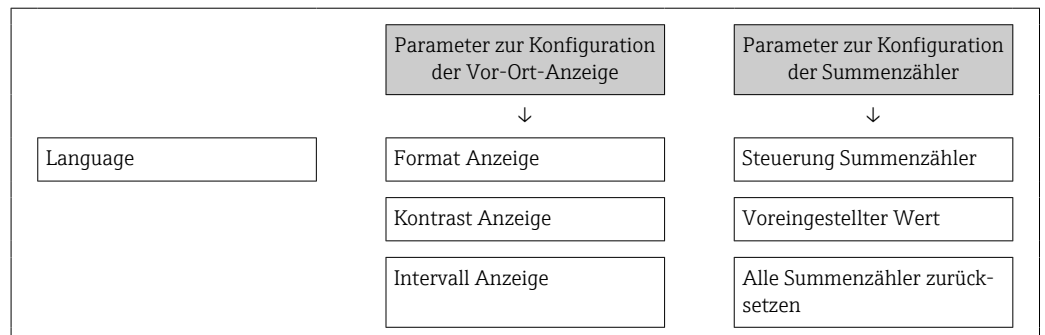 Parameter zur Konfiguration
der Vor-Ort-Anzeige
Parameter zur Konfiguration
der Summenzähler
↓
↓
Language
Format Anzeige
Steuerung Summenzähler
Kontrast Anzeige
Voreingestellter Wert
Intervall Anzeige
Alle Summenzähler zurück-
setzen